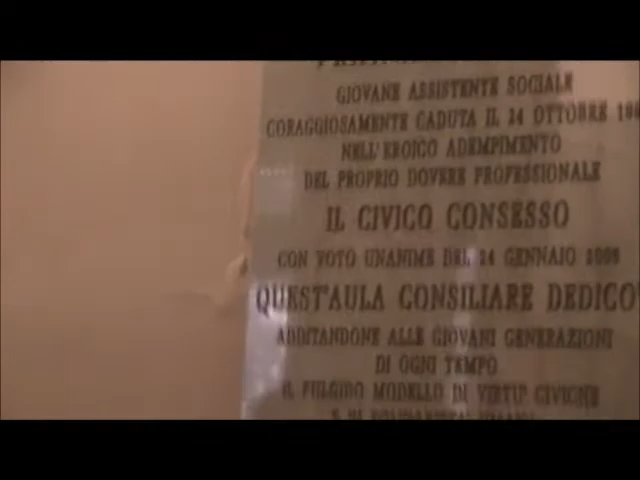 GIOVANE ASSISTENTE SOCIALE
CORAGGIOSAMENTE CADUTA IL 24 OTTOBRE
NELL'EROICO ADEMPIMENTO
DEL PROPRIO DOVERE PROFESSIONALE
IL CIVICO CONSESSO
CON VOTO UNANIME DEL 24 GENNAIO
QUEST'AULA CONSILIARE DEDICO'
ADDITANDONE ALLE GIOVANI GENERAZIONI
DI OGNI TEMPO
IL FULGIDO MODELLO DI VIRTU' CIVICHE